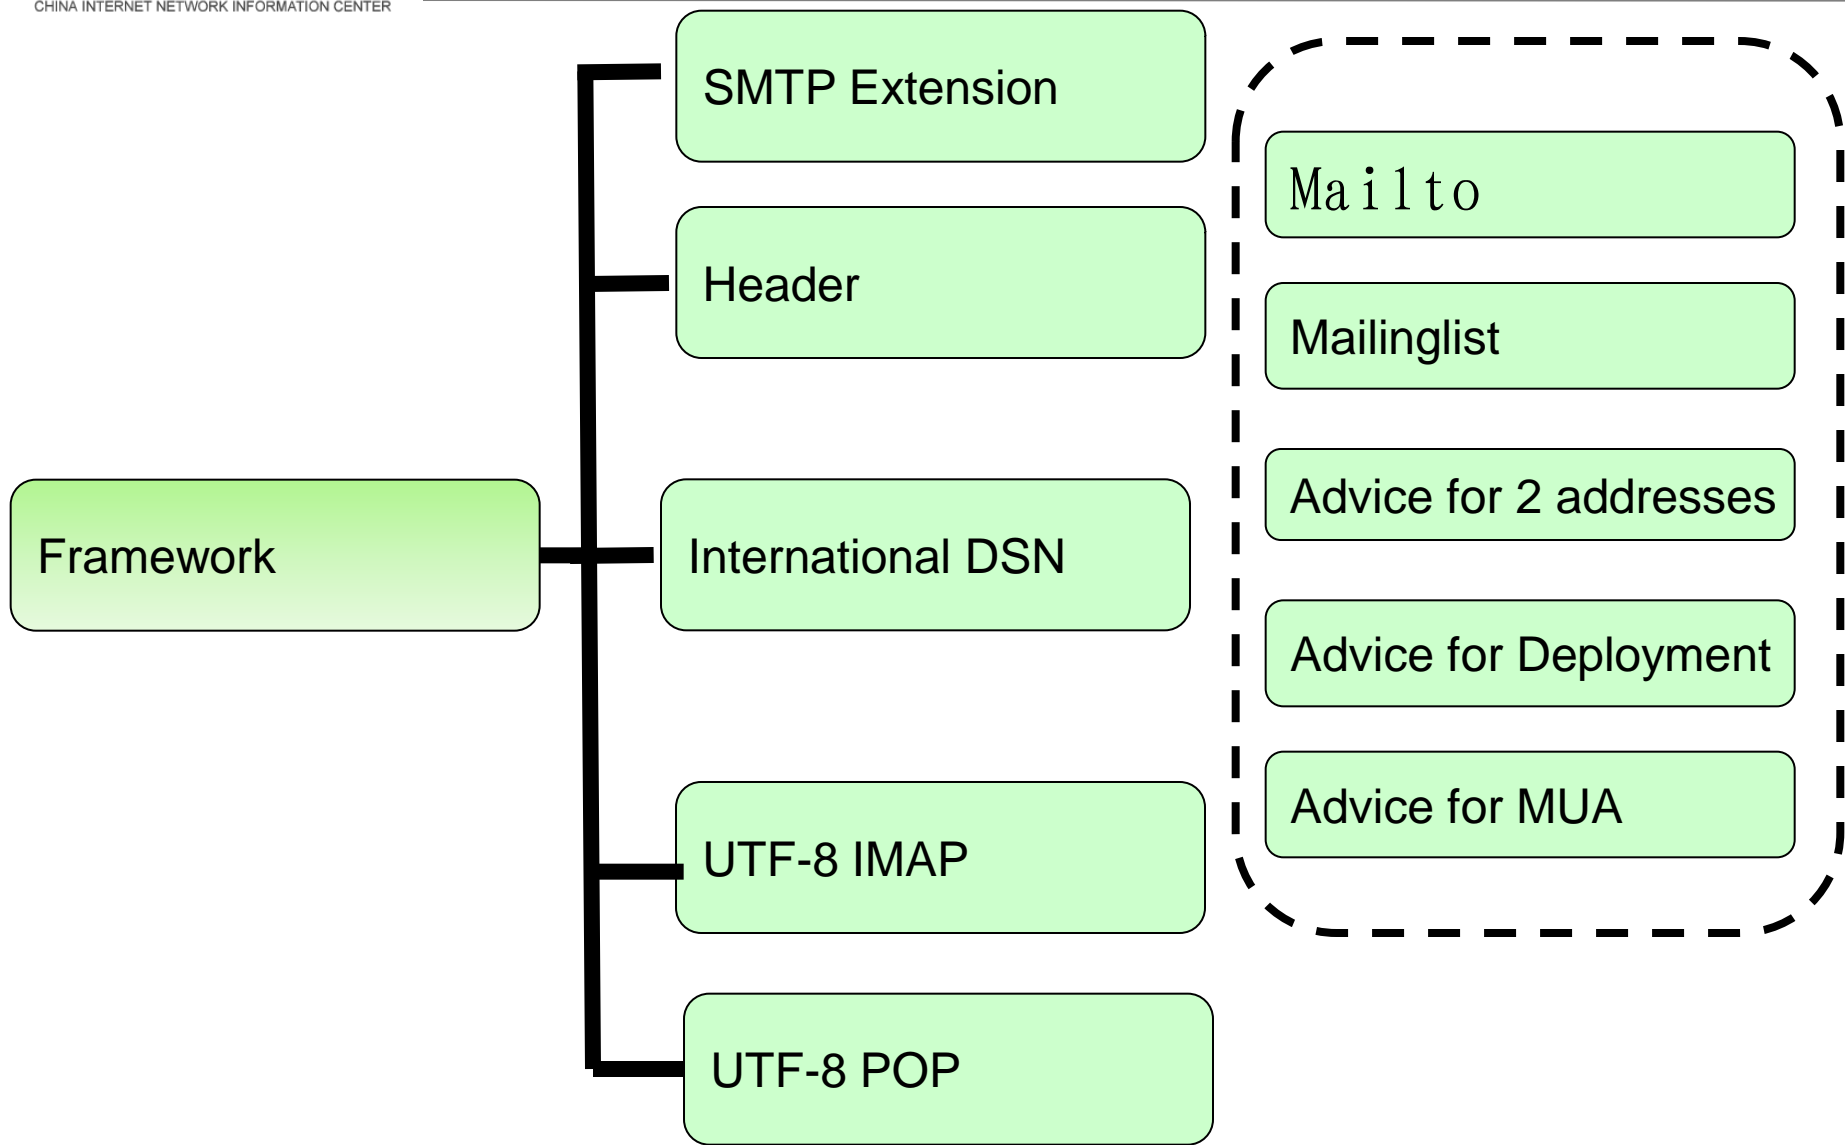 CHINA INTERNET NETWORK INFORMATION CENTER
SMTP Extension
Header
Framework
International DSN
UTF-8 IMAP
UTF-8 POP
Mailto
Mailinglist
Advice for 2 addresses
Advice for Deployment
Advice for MUA